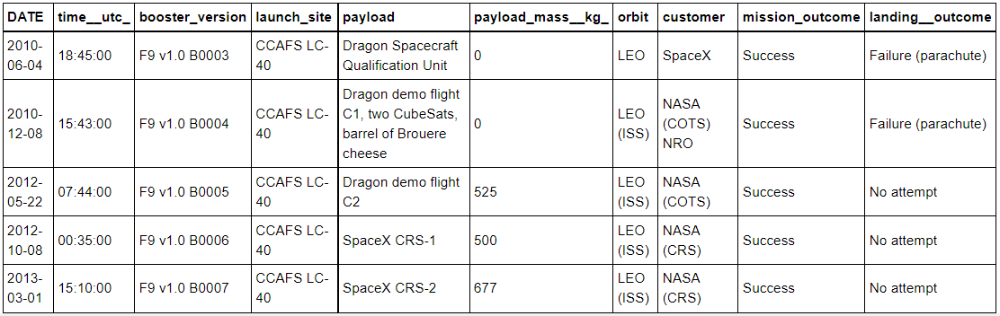 DATE time__utc_ booster_version launch_site payload payload_mass__kg_ orbit customer mission_outcome landing__outcome
2010-06-04 18:45:00 F9 v1.0 B0003 CCAFS LC-40 Dragon Spacecraft Qualification Unit 0 LEO SpaceX Success Failure (parachute)
2010-12-08 15:43:00 F9 v1.0 B0004 CCAFS LC-40 Dragon demo flight C1, two CubeSats, barrel of Brouere cheese 0 LEO (ISS) NASA (COTS) NRO Success Failure (parachute)
2012-05-22 07:44:00 F9 v1.0 B0005 CCAFS LC-40 Dragon demo flight C2 525 LEO (ISS) NASA (COTS) Success No attempt
2012-10-08 00:35:00 F9 v1.0 B0006 CCAFS LC-40 SpaceX CRS-1 500 LEO (ISS) NASA (CRS) Success No attempt
2013-03-01 15:10:00 F9 v1.0 B0007 CCAFS LC-40 SpaceX CRS-2 677 LEO (ISS) NASA (CRS) Success No attempt